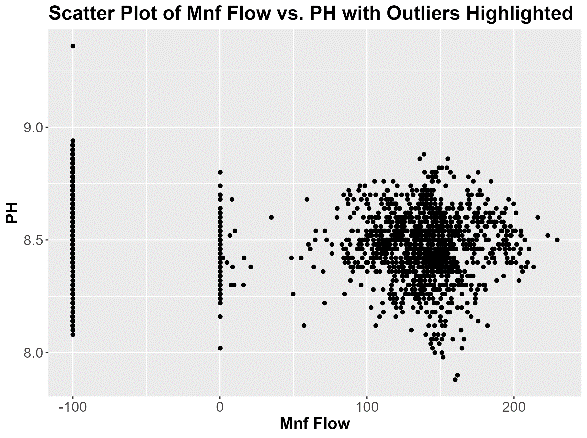 Scatter Plot of Mnf Flow vs. PH with Outliers Highlighted
9.0
8.5
8.0
PH
-100 0 100 200
Mnf Flow